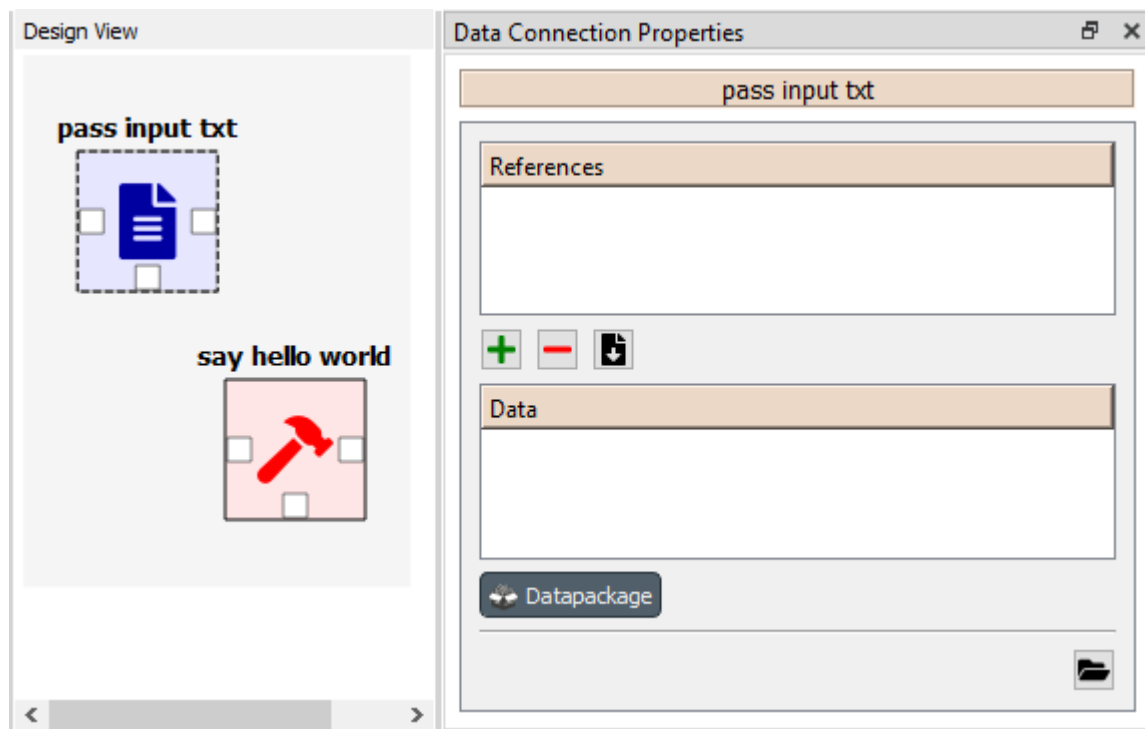 Design View
pass input txt
say hello world
Data Connection Properties
pass input txt
References
Data
Datapackage